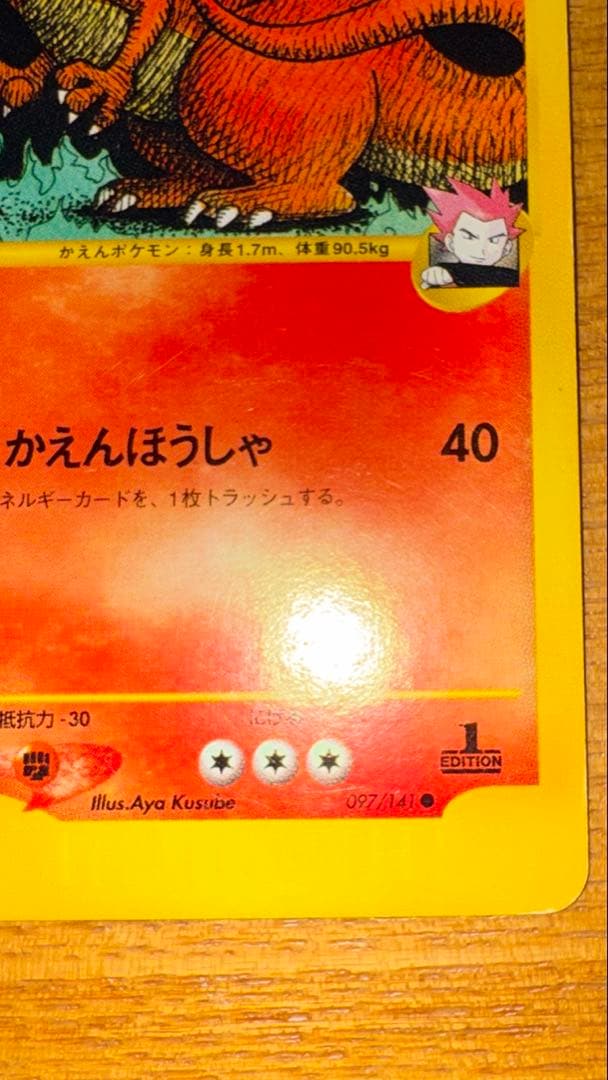 かえんポケモン：身長1.7m、体重90.5kg
かえんほうしゃ 40
ネルギーカードを、1枚トラッシュする。
抵抗力 -30
にげる
1
EDITION
Illus.Aya Kusube 097/141